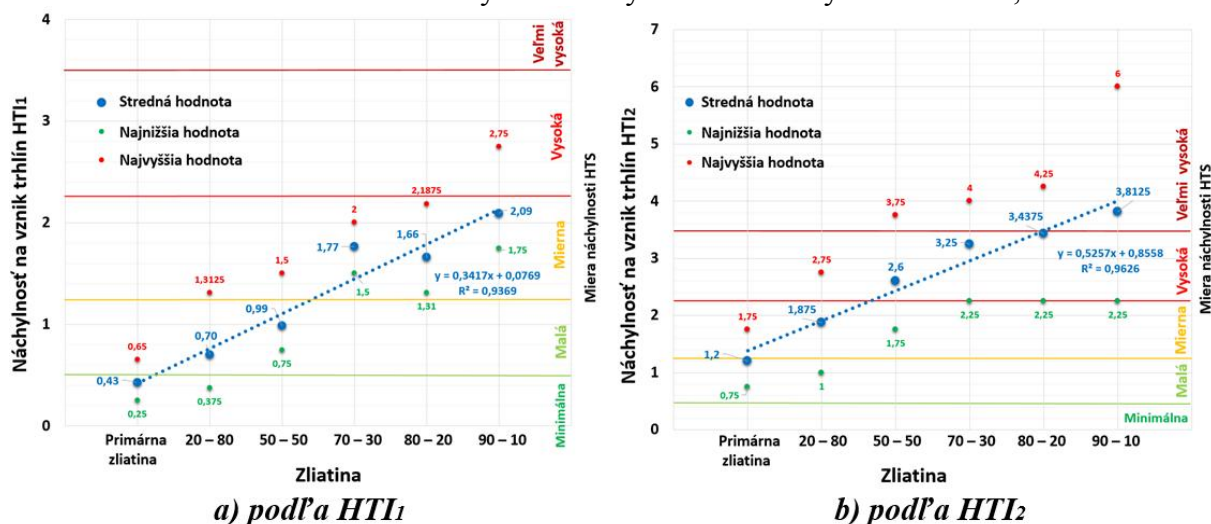 4
3
2
1
0
Náchylnosť na vznik trhlín HTI1
Stredná hodnota
Najnižšia hodnota
Najvyššia hodnota
0,65
0,43
0,25
1,3125
0,70
0,375
1,5
0,99
0,75
2
1,77
1,5
2,1875
1,66
1,31
2,75
2,09
1,75
y = 0,3417x + 0,0769
R² = 0,9369
Veľmi vysoká
Vysoká
Mierna
Malá
Minimálna
Miera náchylnosti HTS
Primárna zliatina
20 – 80
50 – 50
70 – 30
80 – 20
90 – 10
Zliatina
a) podľa HTI1
7
6
5
4
3
2
1
0
Náchylnosť na vznik trhlín HTI2
Stredná hodnota
Najnižšia hodnota
Najvyššia hodnota
1,75
1,2
0,75
2,75
1,875
1
3,75
2,6
1,75
4
3,25
2,25
4,25
3,4375
2,25
6
3,8125
2,25
y = 0,5257x + 0,8558
R² = 0,9626
Veľmi vysoká
Vysoká
Mierna
Malá
Minimálna
Miera náchylnosti HTS
Primárna zliatina
20 – 80
50 – 50
70 – 30
80 – 20
90 – 10
Zliatina
b) podľa HTI2